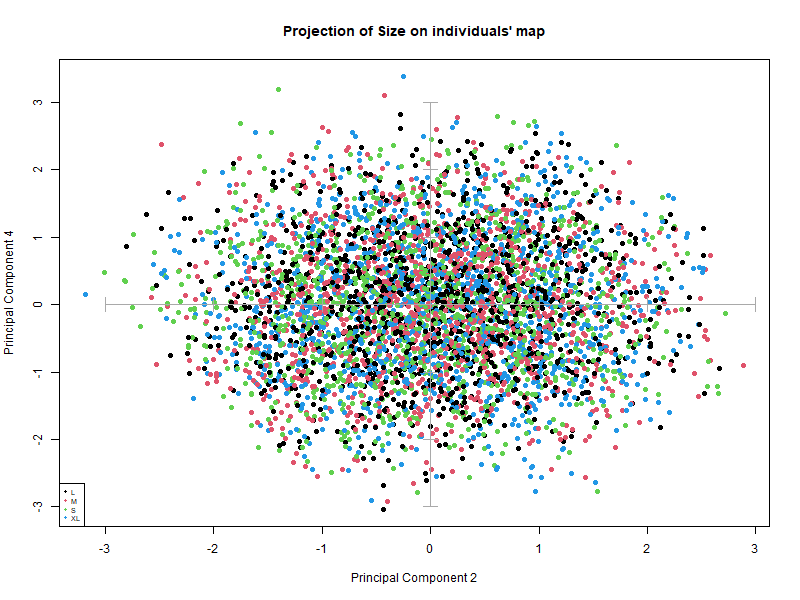 Projection of Size on individuals' map
Principal Component 4
3
2
1
0
-1
-2
-3
L
M
S
XL
-3
-2
-1
0
1
2
3
Principal Component 2